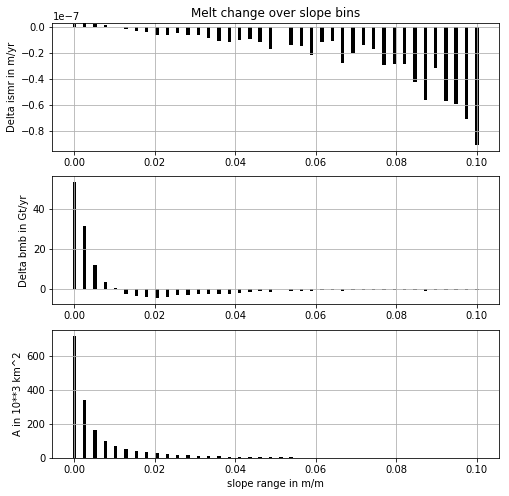 Melt change over slope bins
1e−7
Delta ismr in m/yr
0.0
−0.2
−0.4
−0.6
−0.8
0.00 0.02 0.04 0.06 0.08 0.10
Delta bmb in Gt/yr
40
20
0
0.00 0.02 0.04 0.06 0.08 0.10
A in 10**3 km^2
600
400
200
0
0.00 0.02 0.04 0.06 0.08 0.10
slope range in m/m